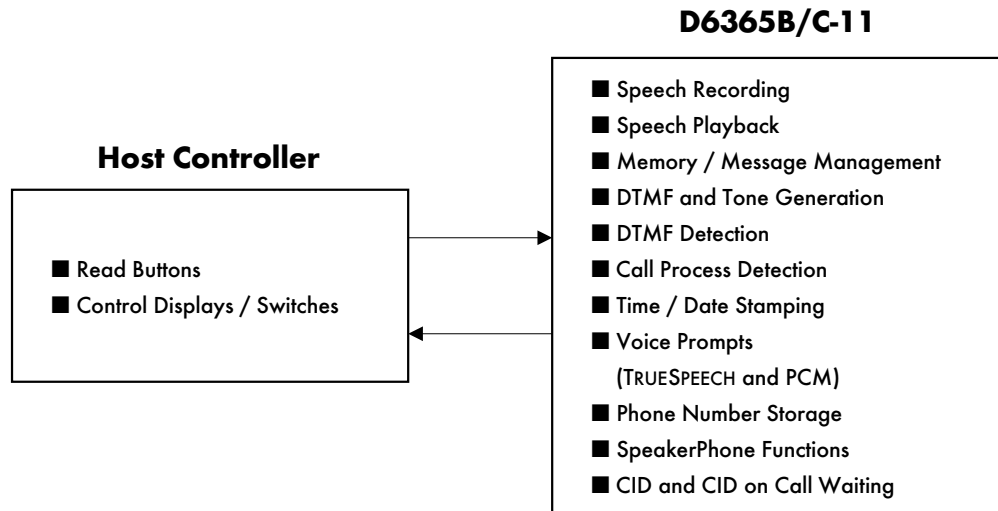 D6365B/C-11
■ Speech Recording
■ Speech Playback
■ Memory / Message Management
■ DTMF and Tone Generation
■ DTMF Detection
■ Call Process Detection
■ Time / Date Stamping
■ Voice Prompts
(TRUESPEECH and PCM)
■ Phone Number Storage
■ SpeakerPhone Functions
■ CID and CID on Call Waiting
Host Controller
■ Read Buttons
■ Control Displays / Switches